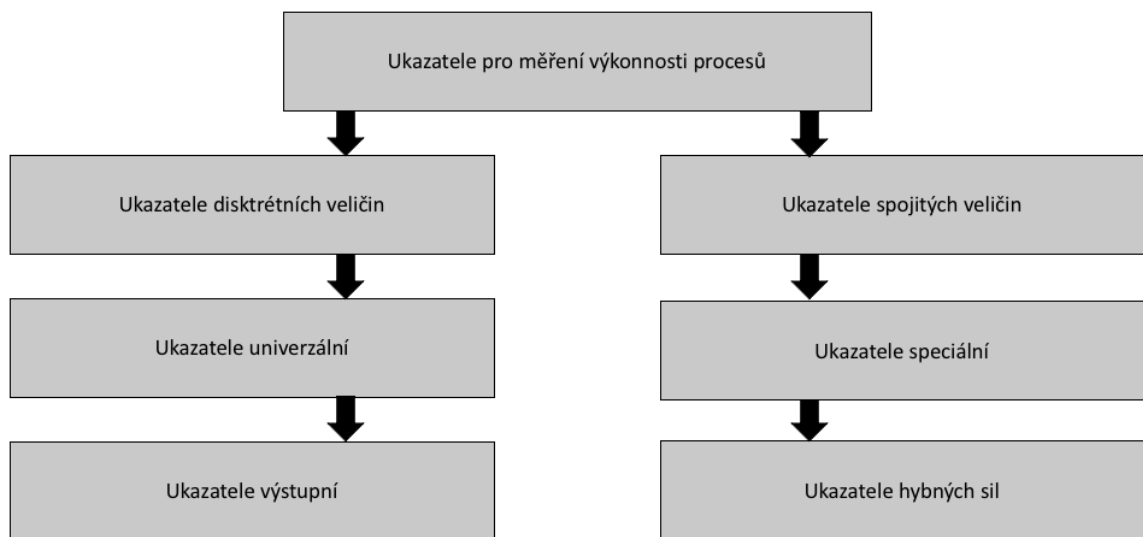 Ukazatele pro měření výkonnosti procesů
Ukazatele disktrétních veličin
Ukazatele spojitých veličin
Ukazatele univerzální
Ukazatele speciální
Ukazatele výstupní
Ukazatele hybných sil